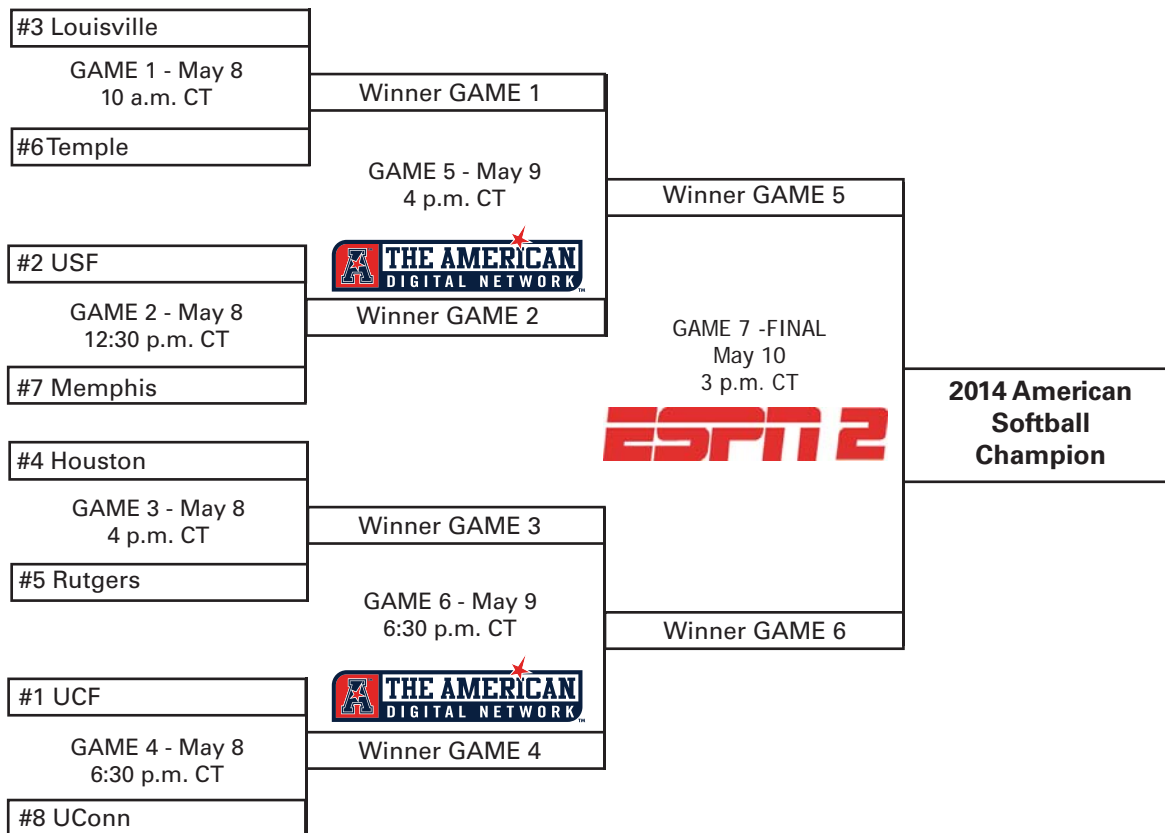 #3 Louisville
GAME 1 - May 8
10 a.m. CT
#6 Temple
Winner GAME 1
GAME 5 - May 9
4 p.m. CT
THE AMERICAN
DIGITAL NETWORK™
#2 USF
GAME 2 - May 8
12:30 p.m. CT
#7 Memphis
Winner GAME 2
Winner GAME 5
GAME 7 -FINAL
May 10
3 p.m. CT
ESPN 2
2014 American
Softball
Champion
#4 Houston
GAME 3 - May 8
4 p.m. CT
#5 Rutgers
Winner GAME 3
GAME 6 - May 9
6:30 p.m. CT
THE AMERICAN
DIGITAL NETWORK™
Winner GAME 6
#1 UCF
GAME 4 - May 8
6:30 p.m. CT
#8 UConn
Winner GAME 4